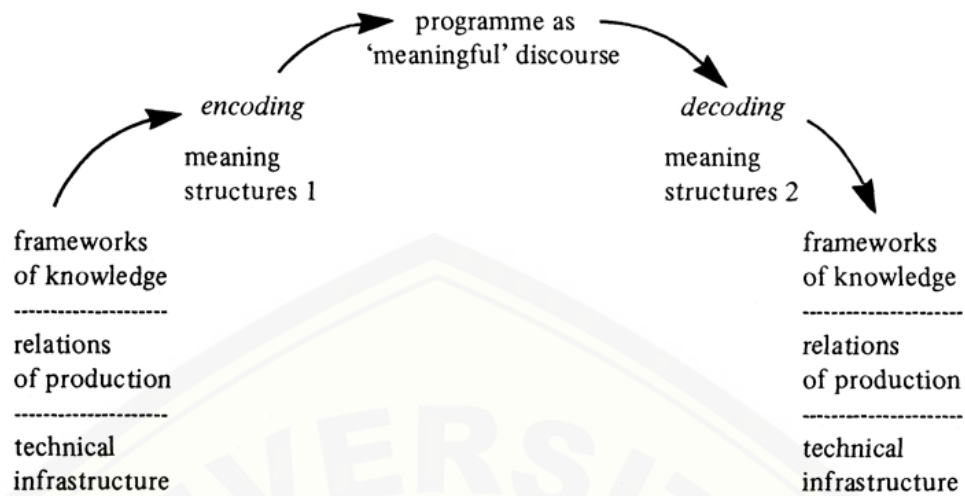 programme as
‘meaningful’ discourse
encoding
meaning
structures 1
decoding
meaning
structures 2
frameworks
of knowledge
relations
of production
technical
infrastructure
frameworks
of knowledge
relations
of production
technical
infrastructure